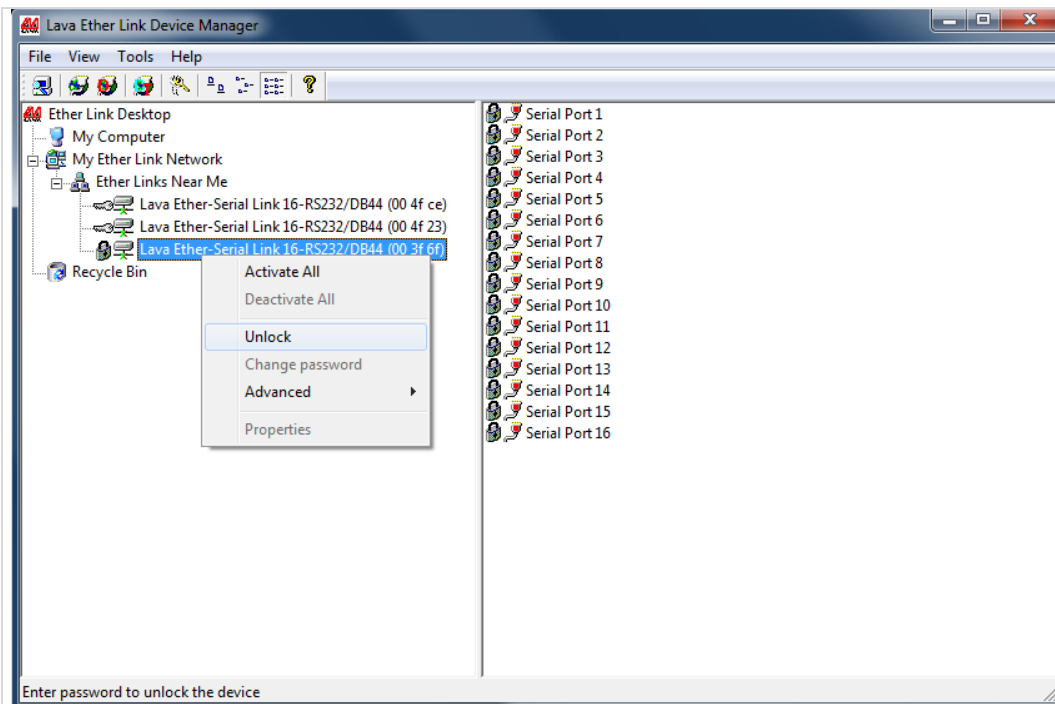 Lava Ether Link Device Manager
File View Tools Help
Ether Link Desktop
My Computer
My Ether Link Network
Ether Links Near Me
Lava Ether-Serial Link 16-RS232/DB44 (00 4f ce)
Lava Ether-Serial Link 16-RS232/DB44 (00 4f 23)
Lava Ether-Serial Link 16-RS232/DB44 (00 3f 6f)
Recycle Bin
Activate All
Deactivate All
Unlock
Change password
Advanced
Properties
Serial Port 1
Serial Port 2
Serial Port 3
Serial Port 4
Serial Port 5
Serial Port 6
Serial Port 7
Serial Port 8
Serial Port 9
Serial Port 10
Serial Port 11
Serial Port 12
Serial Port 13
Serial Port 14
Serial Port 15
Serial Port 16
Enter password to unlock the device